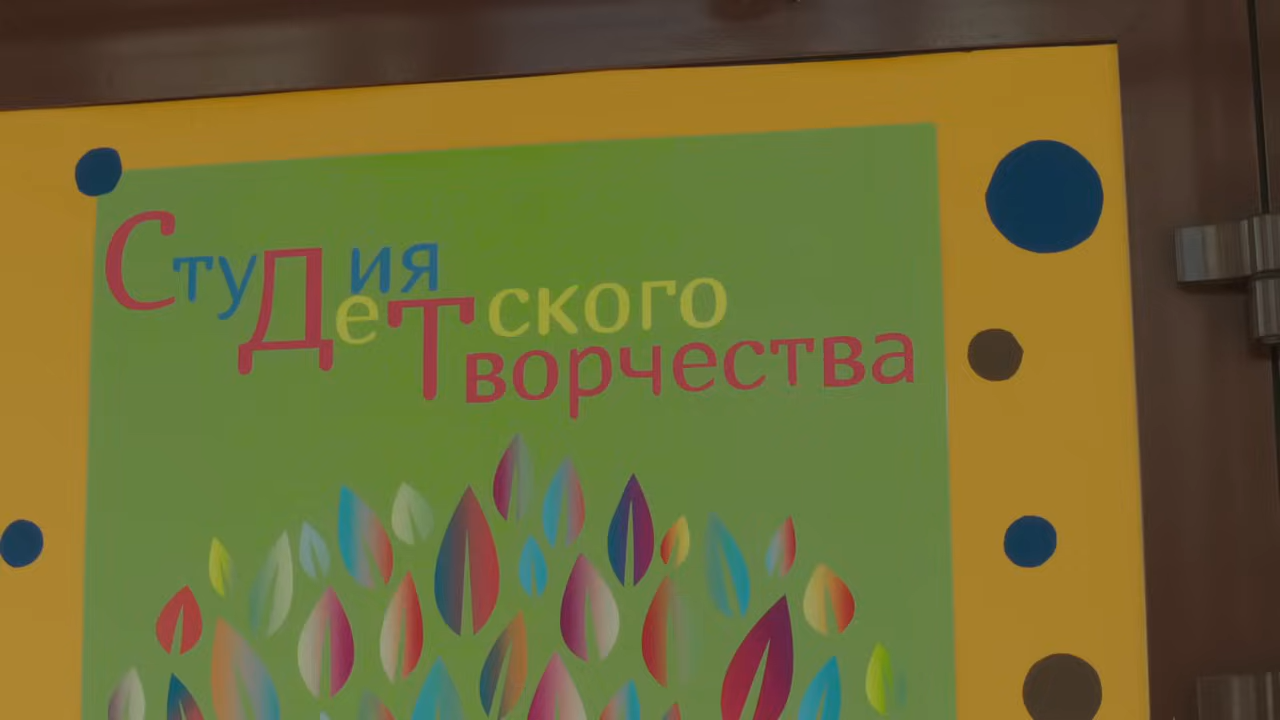 Студия
Детского
Творчества